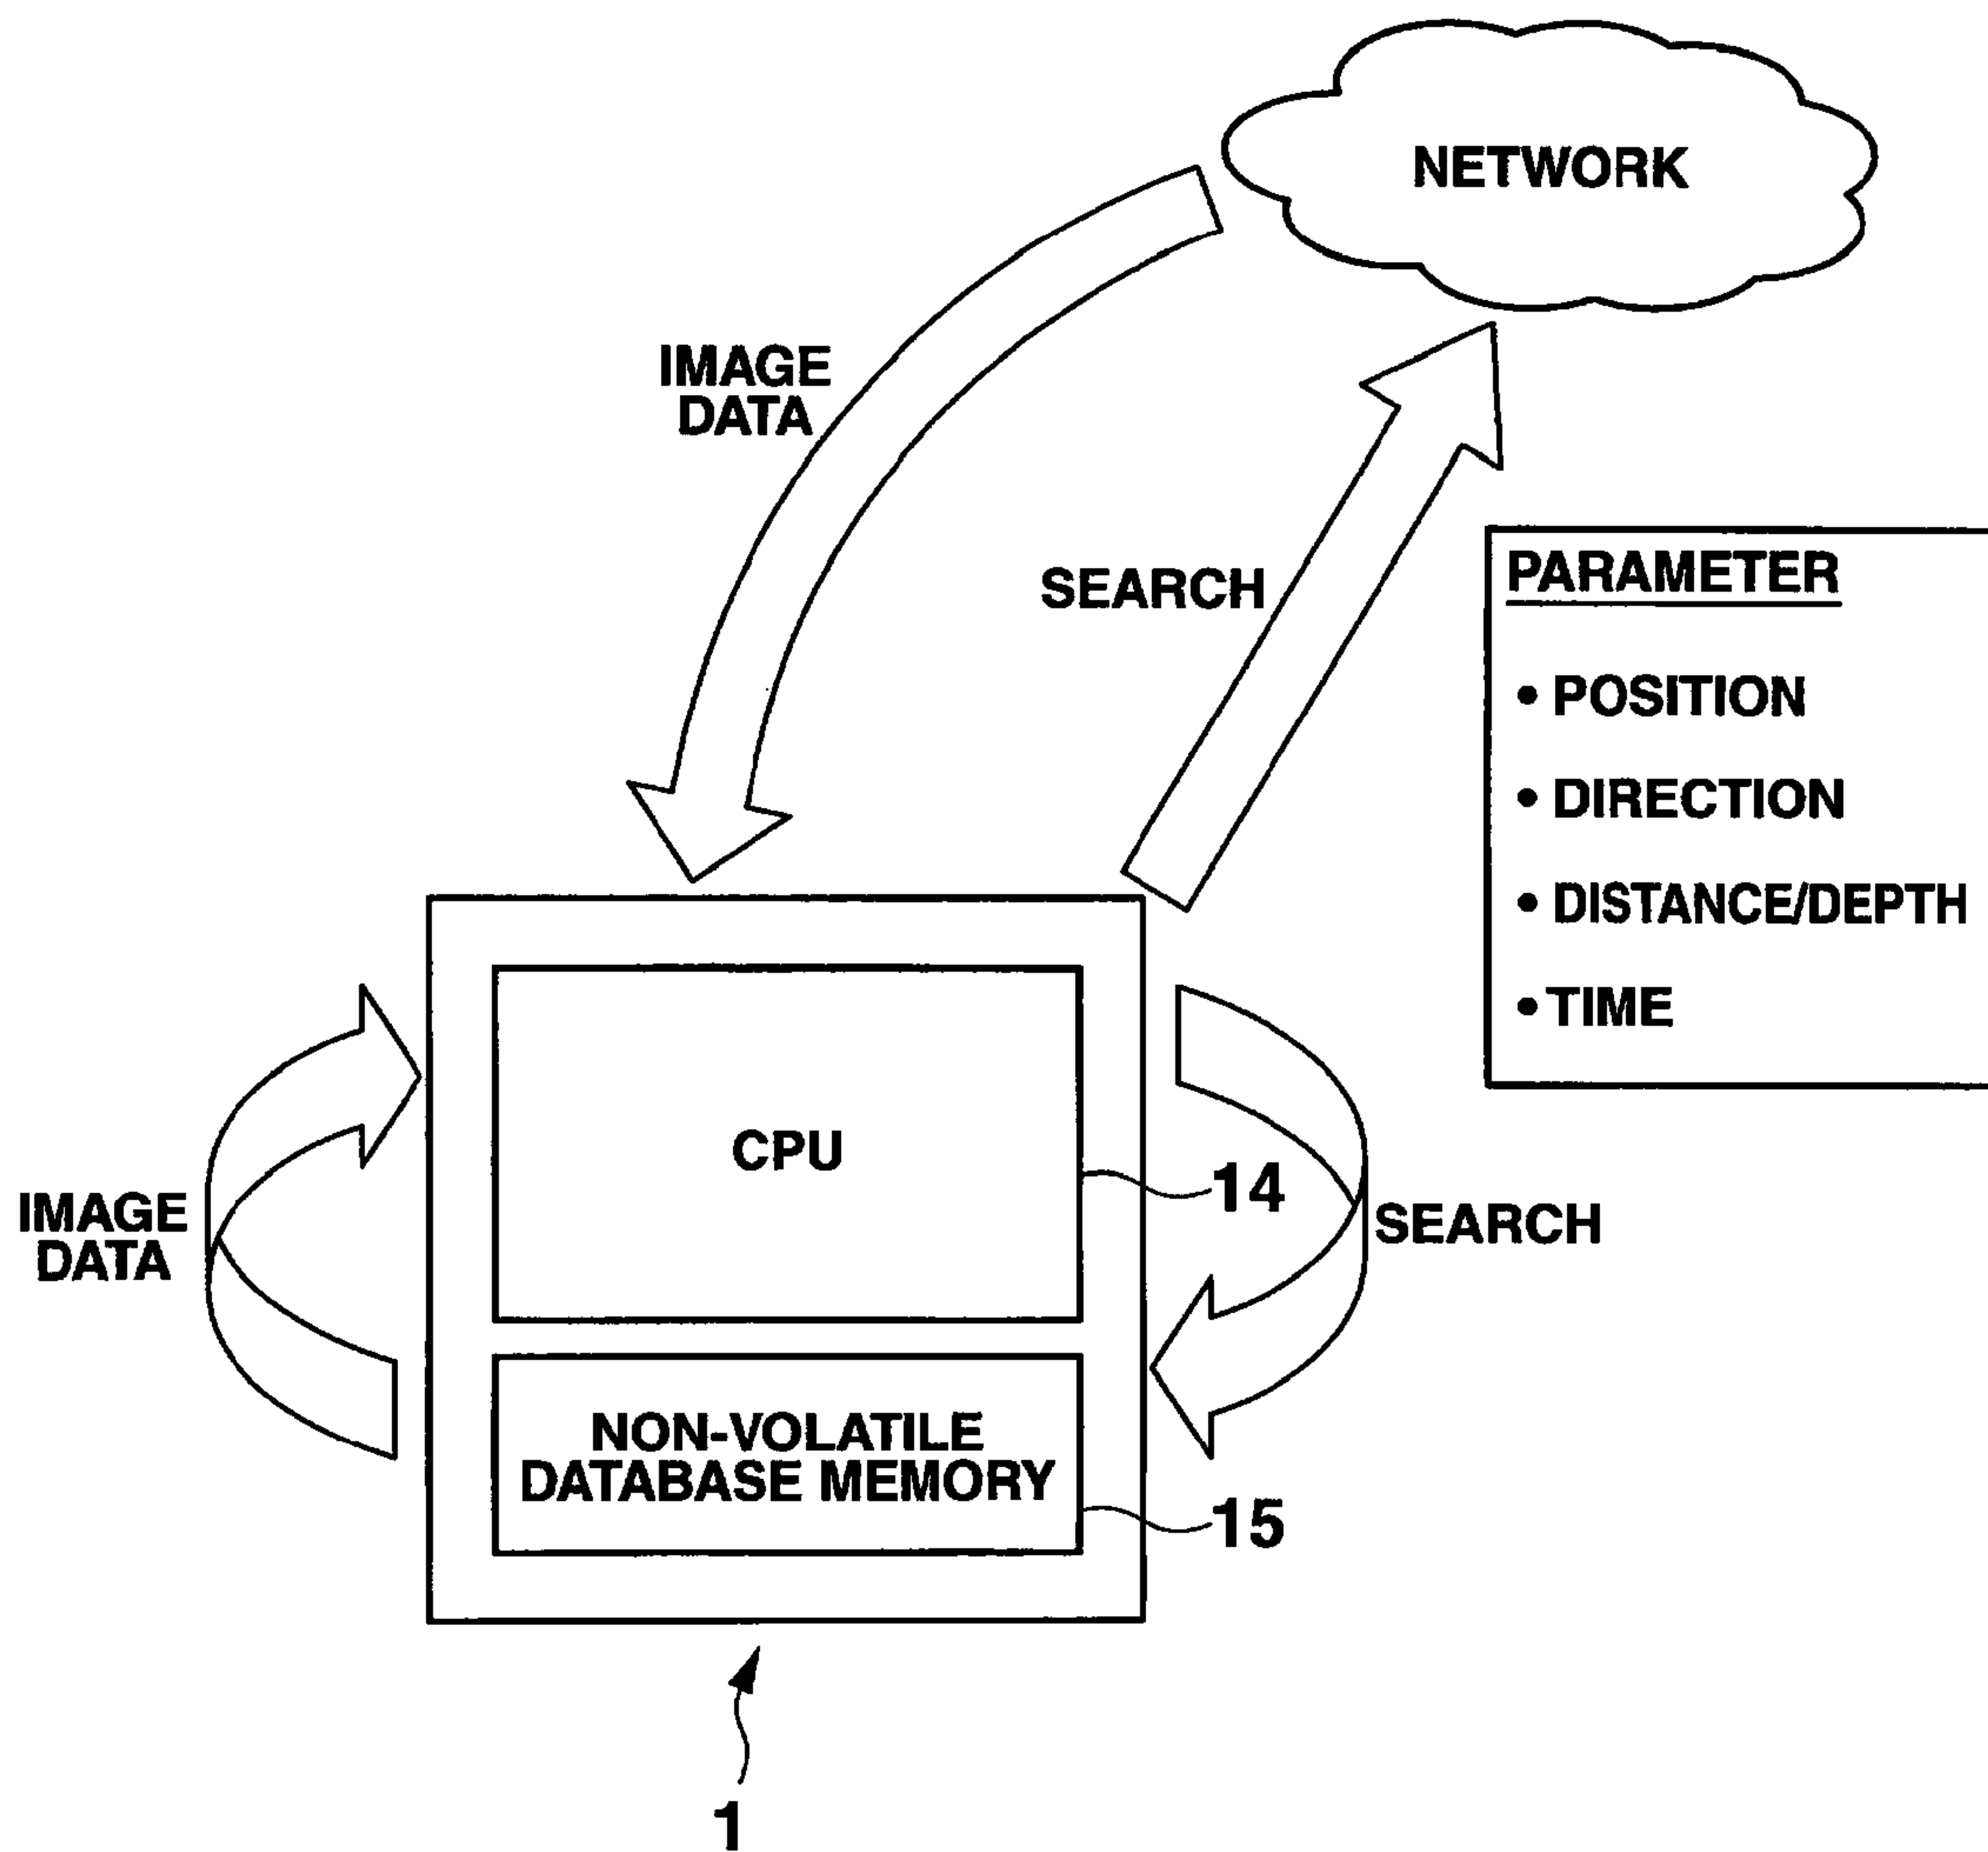 NETWORK
IMAGE
DATA
SEARCH
PARAMETER
• POSITION
• DIRECTION
• DISTANCE/DEPTH
• TIME
CPU
14
IMAGE
DATA
SEARCH
NON-VOLATILE
DATABASE MEMORY
15
1